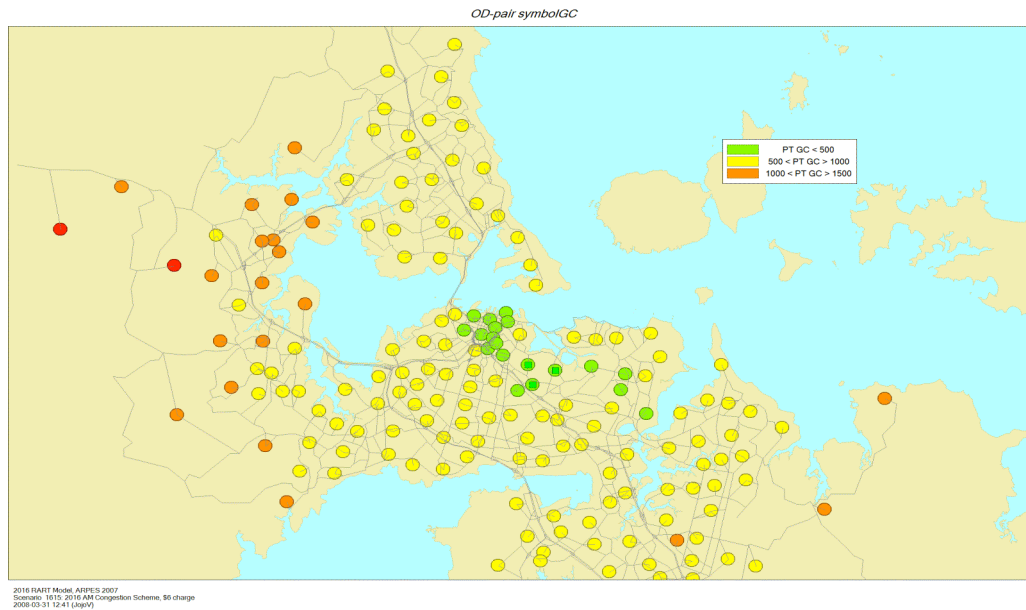 OD-pair symbolGC
PT GC < 500
500 < PT GC > 1000
1000 < PT GC > 1500
2016 RART Model, ARPES 2007
Scenario 1615: 2016 AM Congestion Scheme, $6 charge
2008-03-31 12:41 (JojoV)